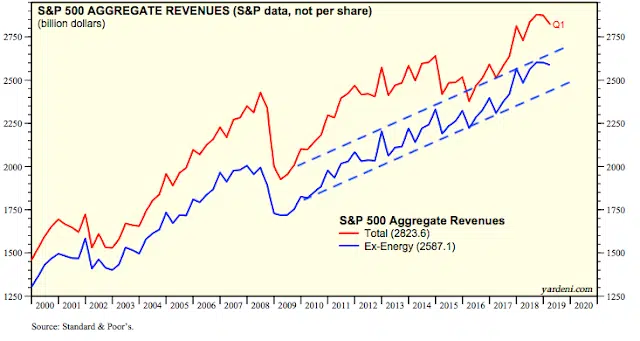 S&P 500 AGGREGATE REVENUES (S&P data, not per share)
(billion dollars)
2750
2500
2250
2000
1750
1500
1250
Q1
2750
2500
2250
2000
1750
1500
1250
S&P 500 Aggregate Revenues
Total (2823.6)
Ex-Energy (2587.1)
yardeni.com
2000 2001 2002 2003 2004 2005 2006 2007 2008 2009 2010 2011 2012 2013 2014 2015 2016 2017 2018 2019 2020
Source: Standard & Poor's.